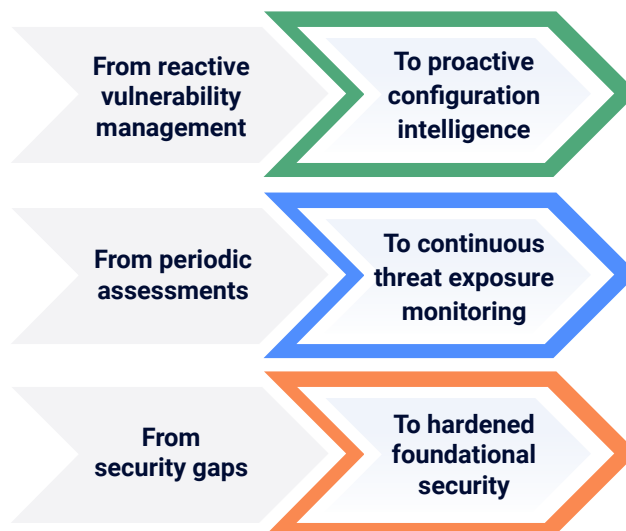 From reactive
vulnerability
management
To proactive
configuration
intelligence
From periodic
assessments
To continuous
threat exposure
monitoring
From
security gaps
To hardened
foundational
security